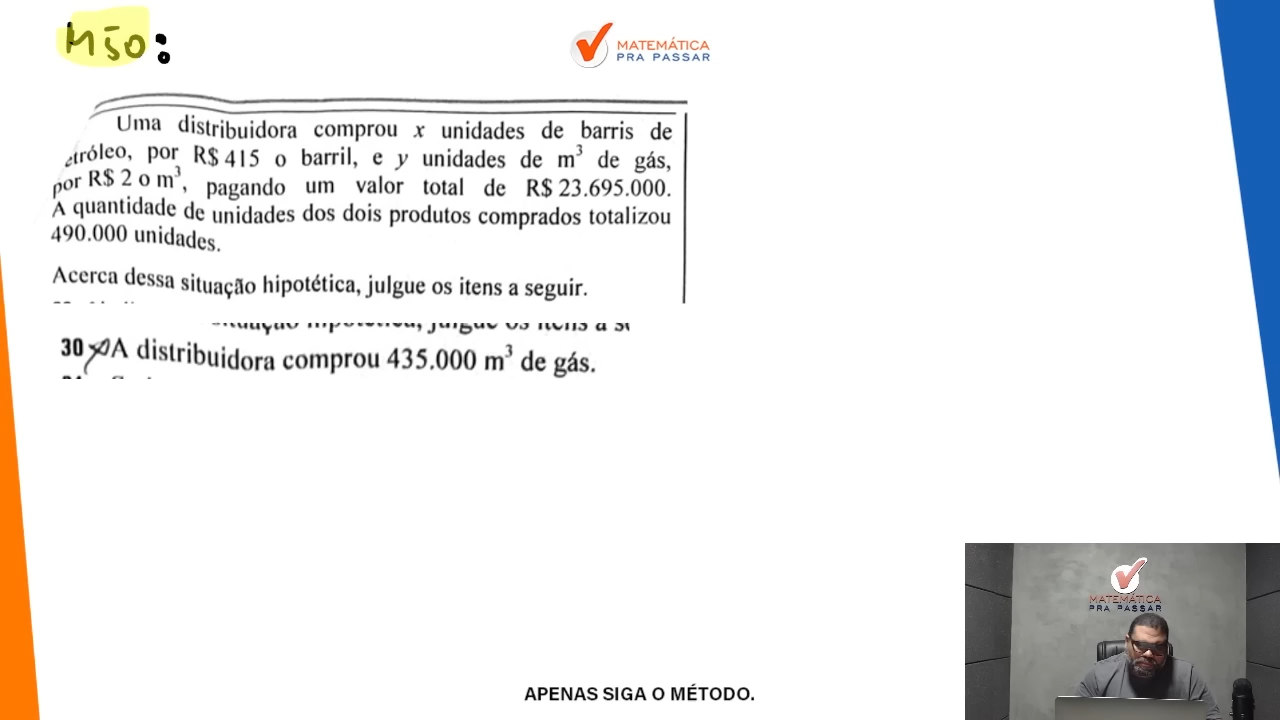 M50:
MATEMÁTICA
PRA PASSAR
Uma distribuidora comprou x unidades de barris de
etróleo, por R$ 415 o barril, e y unidades de m³ de gás,
por R$ 2 o m³, pagando um valor total de R$ 23.695.000.
A quantidade de unidades dos dois produtos comprados totalizou
490.000 unidades.
Acerca dessa situação hipotética, julgue os itens a seguir.
30 A distribuidora comprou 435.000 m³ de gás.
MATEMÁTICA
PRA PASSAR
APENAS SIGA O MÉTODO.